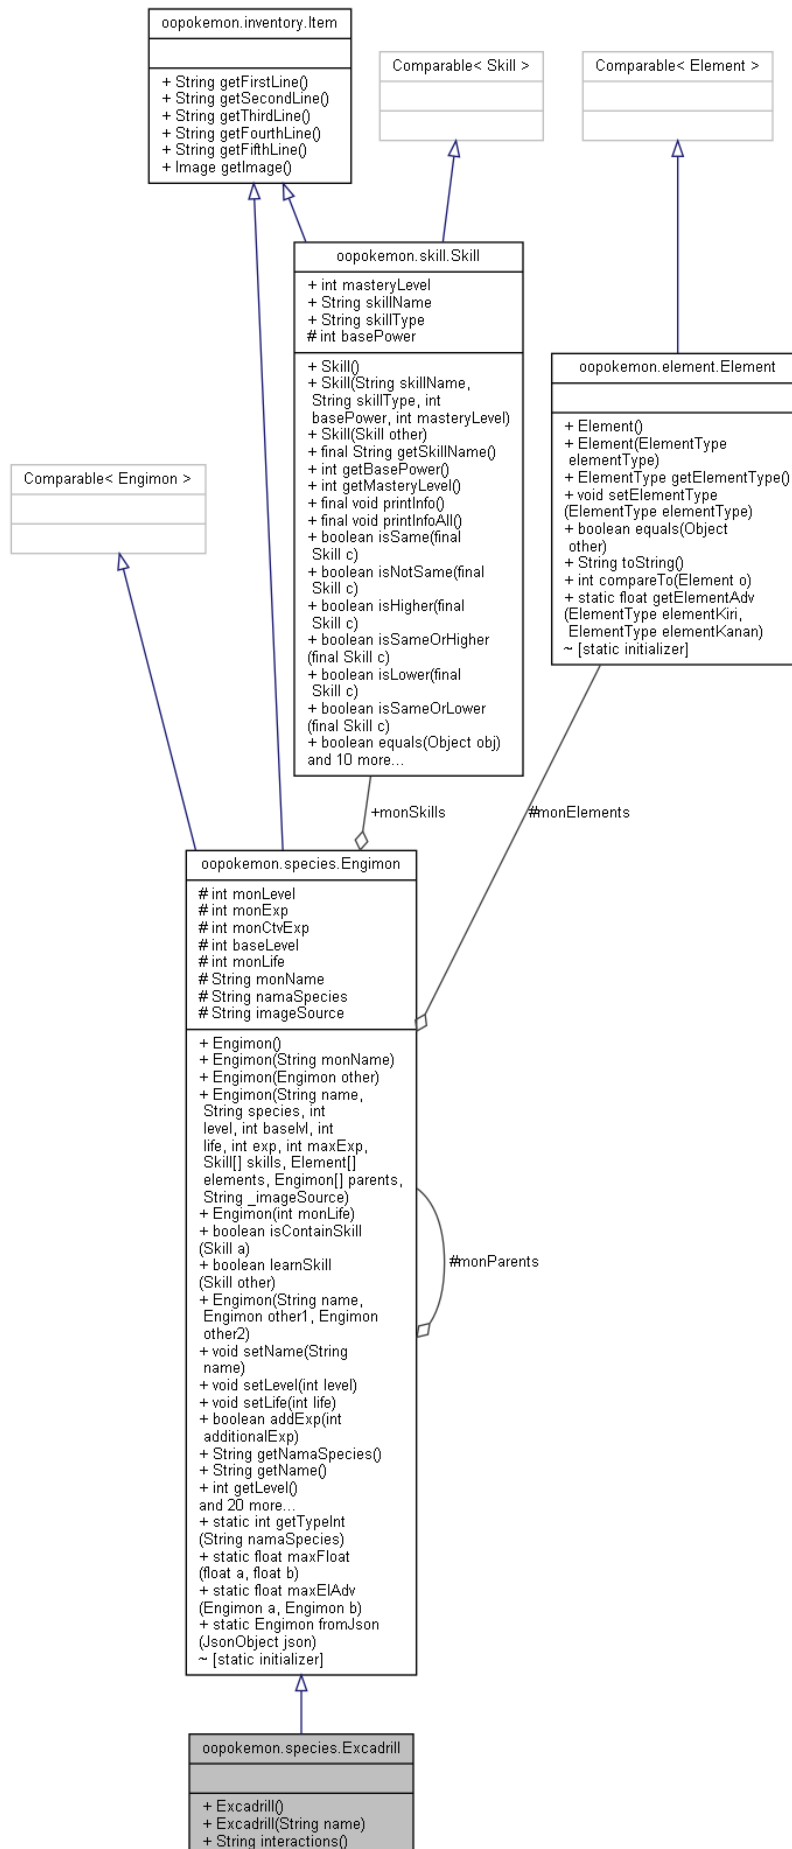 oopokemon.inventory.Item
+ String getFirstLine()
+ String getSecondLine()
+ String getThirdLine()
+ String getFourthLine()
+ String getFifthLine()
+ Image getImage()
Comparable< Skill >
Comparable< Element >
oopokemon.skill.Skill
+ int masteryLevel
+ String skillName
+ String skillType
# int basePower
+ Skill()
+ Skill(String skillName,
String skillType, int
basePower, int masteryLevel)
+ Skill(Skill other)
+ final String getSkillName()
+ int getBasePower()
+ int getMasteryLevel()
+ final void printInfo()
+ final void printInfoAll()
+ boolean isSame(final
Skill c)
+ boolean isNotSame(final
Skill c)
+ boolean isHigher(final
Skill c)
+ boolean isSameOrHigher
(final Skill c)
+ boolean isLower(final
Skill c)
+ boolean isSameOrLower
(final Skill c)
+ boolean equals(Object obj)
and 10 more...
oopokemon.element.Element
+ Element()
+ Element(ElementType
elementType)
+ ElementType getElementType()
+ void setElementType
(ElementType elementType)
+ boolean equals(Object
other)
+ String toString()
+ int compareTo(Element o)
+ static float getElementAdv
(ElementType elementKiri,
ElementType elementKanan)
~ [static initializer]
Comparable< Engimon >
+monSkills
#monElements
oopokemon.species.Engimon
# int monLevel
# int monExp
# int monCtvExp
# int baseLevel
# int monLife
# String monName
# String namaSpecies
# String imageSource
+ Engimon()
+ Engimon(String monName)
+ Engimon(Engimon other)
+ Engimon(String name,
String species, int
level, int baselvl, int
life, int exp, int maxExp,
Skill[] skills, Element[]
elements, Engimon[] parents,
String _imageSource)
+ Engimon(int monLife)
+ boolean isContainSkill
(Skill a)
+ boolean learnSkill
(Skill other)
+ Engimon(String name,
Engimon other1, Engimon
other2)
+ void setName(String
name)
+ void setLevel(int level)
+ void setLife(int life)
+ boolean addExp(int
additionalExp)
+ String getNamaSpecies()
+ String getName()
+ int getLevel()
and 20 more...
+ static int getTypeInt
(String namaSpecies)
+ static float maxFloat
(float a, float b)
+ static float maxElAdv
(Engimon a, Engimon b)
+ static Engimon fromJson
(JsonObject json)
~ [static initializer]
#monParents
oopokemon.species.Excadrill
+ Excadrill()
+ Excadrill(String name)
+ String interactions()